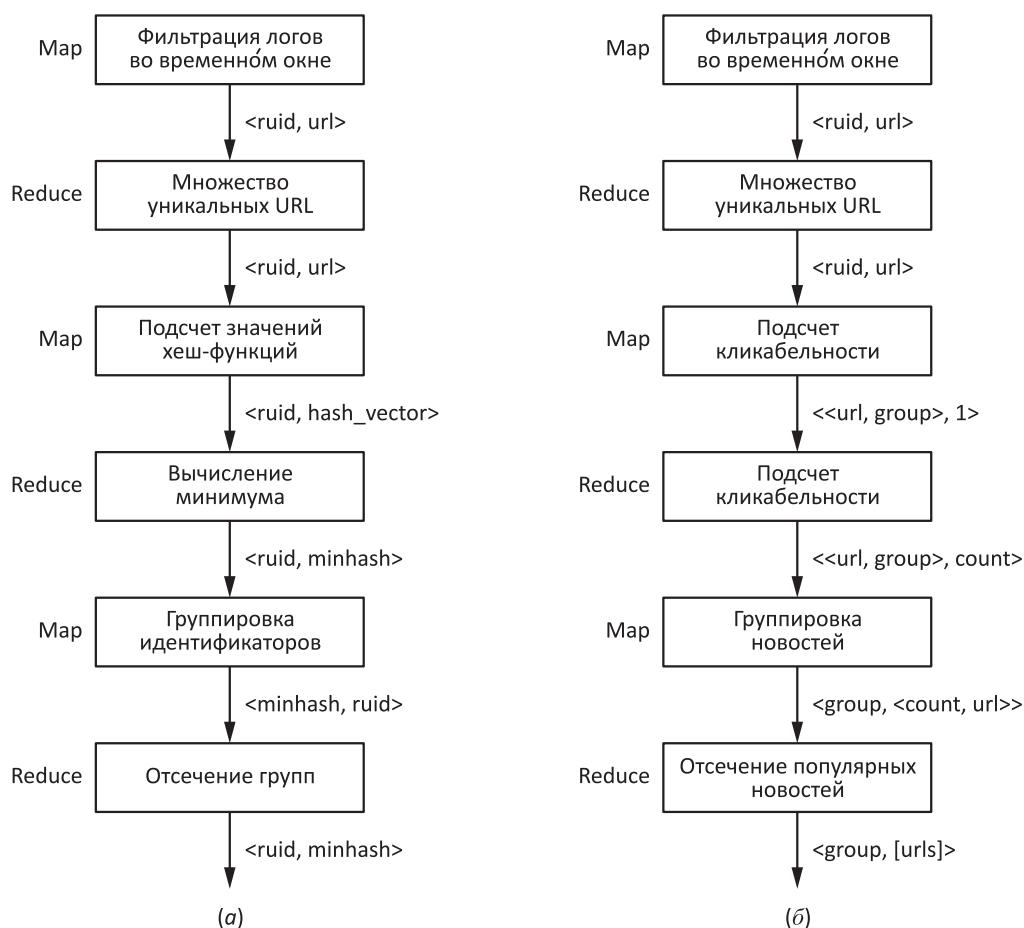 Map
Фильтрация логов
во временно́м окне
<ruid, url>
Reduce
Множество
уникальных URL
<ruid, url>
Map
Подсчет значений
хеш-функций
<ruid, hash_vector>
Reduce
Вычисление
минимума
<ruid, minhash>
Map
Группировка
идентификаторов
<minhash, ruid>
Reduce
Отсечение групп
<ruid, minhash>
(а)
Map
Фильтрация логов
во временно́м окне
<ruid, url>
Reduce
Множество
уникальных URL
<ruid, url>
Map
Подсчет
кликабельности
<<url, group>, 1>
Reduce
Подсчет
кликабельности
<<url, group>, count>
Map
Группировка
новостей
<group, <count, url>>
Reduce
Отсечение популярных
новостей
<group, [urls]>
(б)